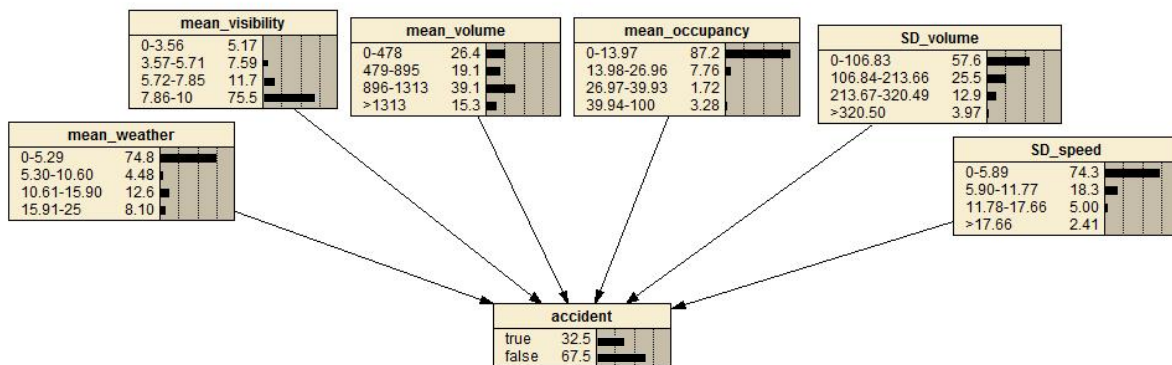 mean_visibility
0-3.56 5.17
3.57-5.71 7.59
5.72-7.85 11.7
7.86-10 75.5
mean_volume
0-478 26.4
479-895 19.1
896-1313 39.1
>1313 15.3
mean_occupancy
0-13.97 87.2
13.98-26.96 7.76
26.97-39.93 1.72
39.94-100 3.28
SD_volume
0-106.83 57.6
106.84-213.66 25.5
213.67-320.49 12.9
>320.50 3.97
mean_weather
0-5.29 74.8
5.30-10.60 4.48
10.61-15.90 12.6
15.91-25 8.10
SD_speed
0-5.89 74.3
5.90-11.77 18.3
11.78-17.66 5.00
>17.66 2.41
accident
true 32.5
false 67.5